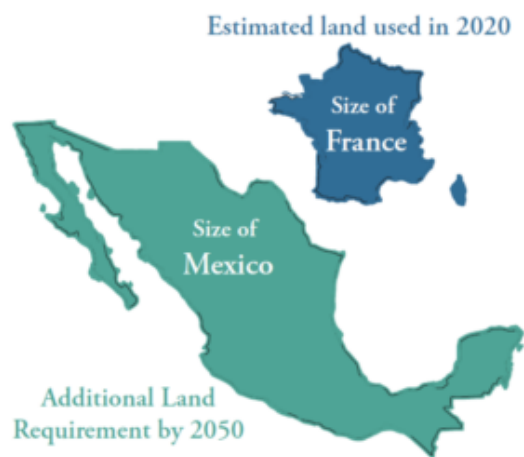 Estimated land used in 2020
Size of
France
Size of
Mexico
Additional Land
Requirement by 2050